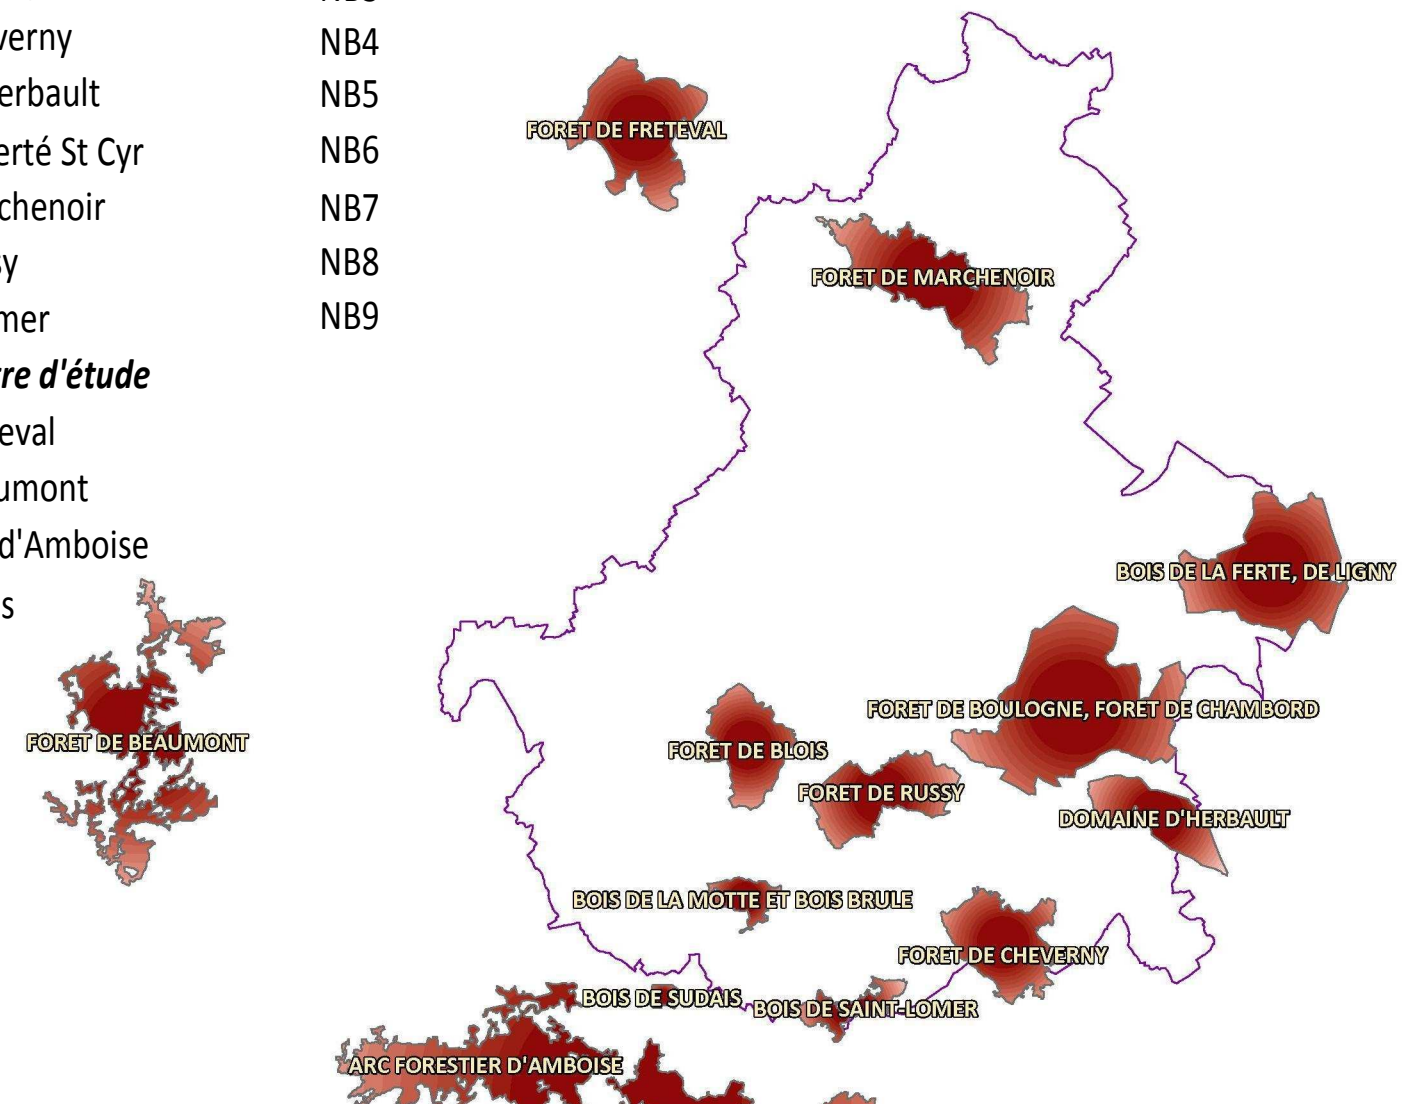 verny NB4
erbault NB5
erté St Cyr NB6
chenoir NB7
sy NB8
mer NB9
re d'étude
eval
umont
d'Amboise
s
FORET DE FRETEVAL
FORET DE MARCHENOIR
BOIS DE LA FERTE, DE LIGNY
FORET DE BOULOGNE, FORET DE CHAMBORD
FORET DE BEAUMONT
FORET DE BLOIS
FORET DE RUSSY
DOMAINE D'HERBAULT
BOIS DE LA MOTTE ET BOIS BRULE
FORET DE CHEVERNY
BOIS DE SUDAIS
BOIS DE SAINT-LOMER
ARC FORESTIER D'AMBOISE